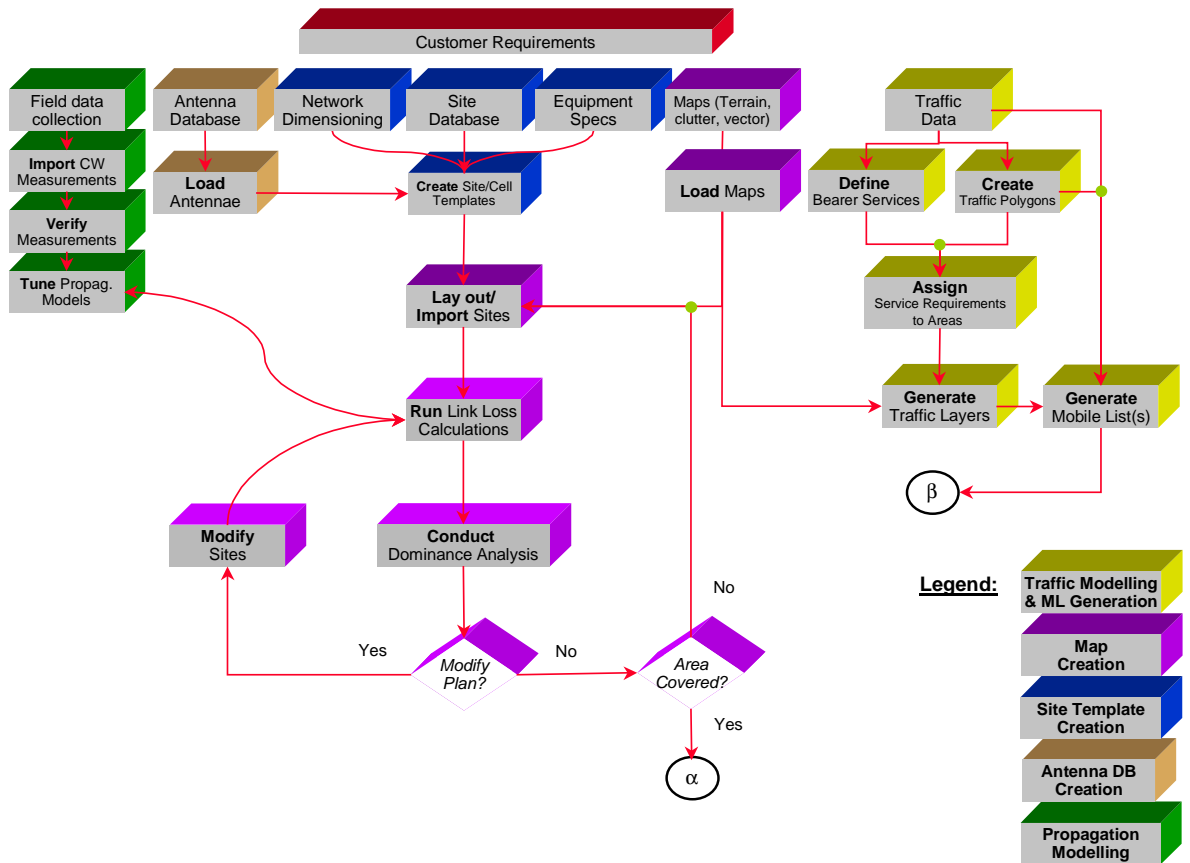 Customer Requirements
Field data
collection
Antenna
Database
Network
Dimensioning
Site
Database
Equipment
Specs
Maps (Terrain,
clutter, vector)
Traffic
Data
Import CW
Measurements
Load
Antennae
Create Site/Cell
Templates
Load Maps
Define
Bearer Services
Create
Traffic Polygons
Verify
Measurements
Tune Propag.
Models
Lay out/
Import Sites
Assign
Service Requirements
to Areas
Run Link Loss
Calculations
Generate
Traffic Layers
Generate
Mobile List(s)
β
Modify
Sites
Conduct
Dominance Analysis
Yes
Modify
Plan?
No
Area
Covered?
No
Yes
α
Legend:
Traffic Modelling
& ML Generation
Map
Creation
Site Template
Creation
Antenna DB
Creation
Propagation
Modelling